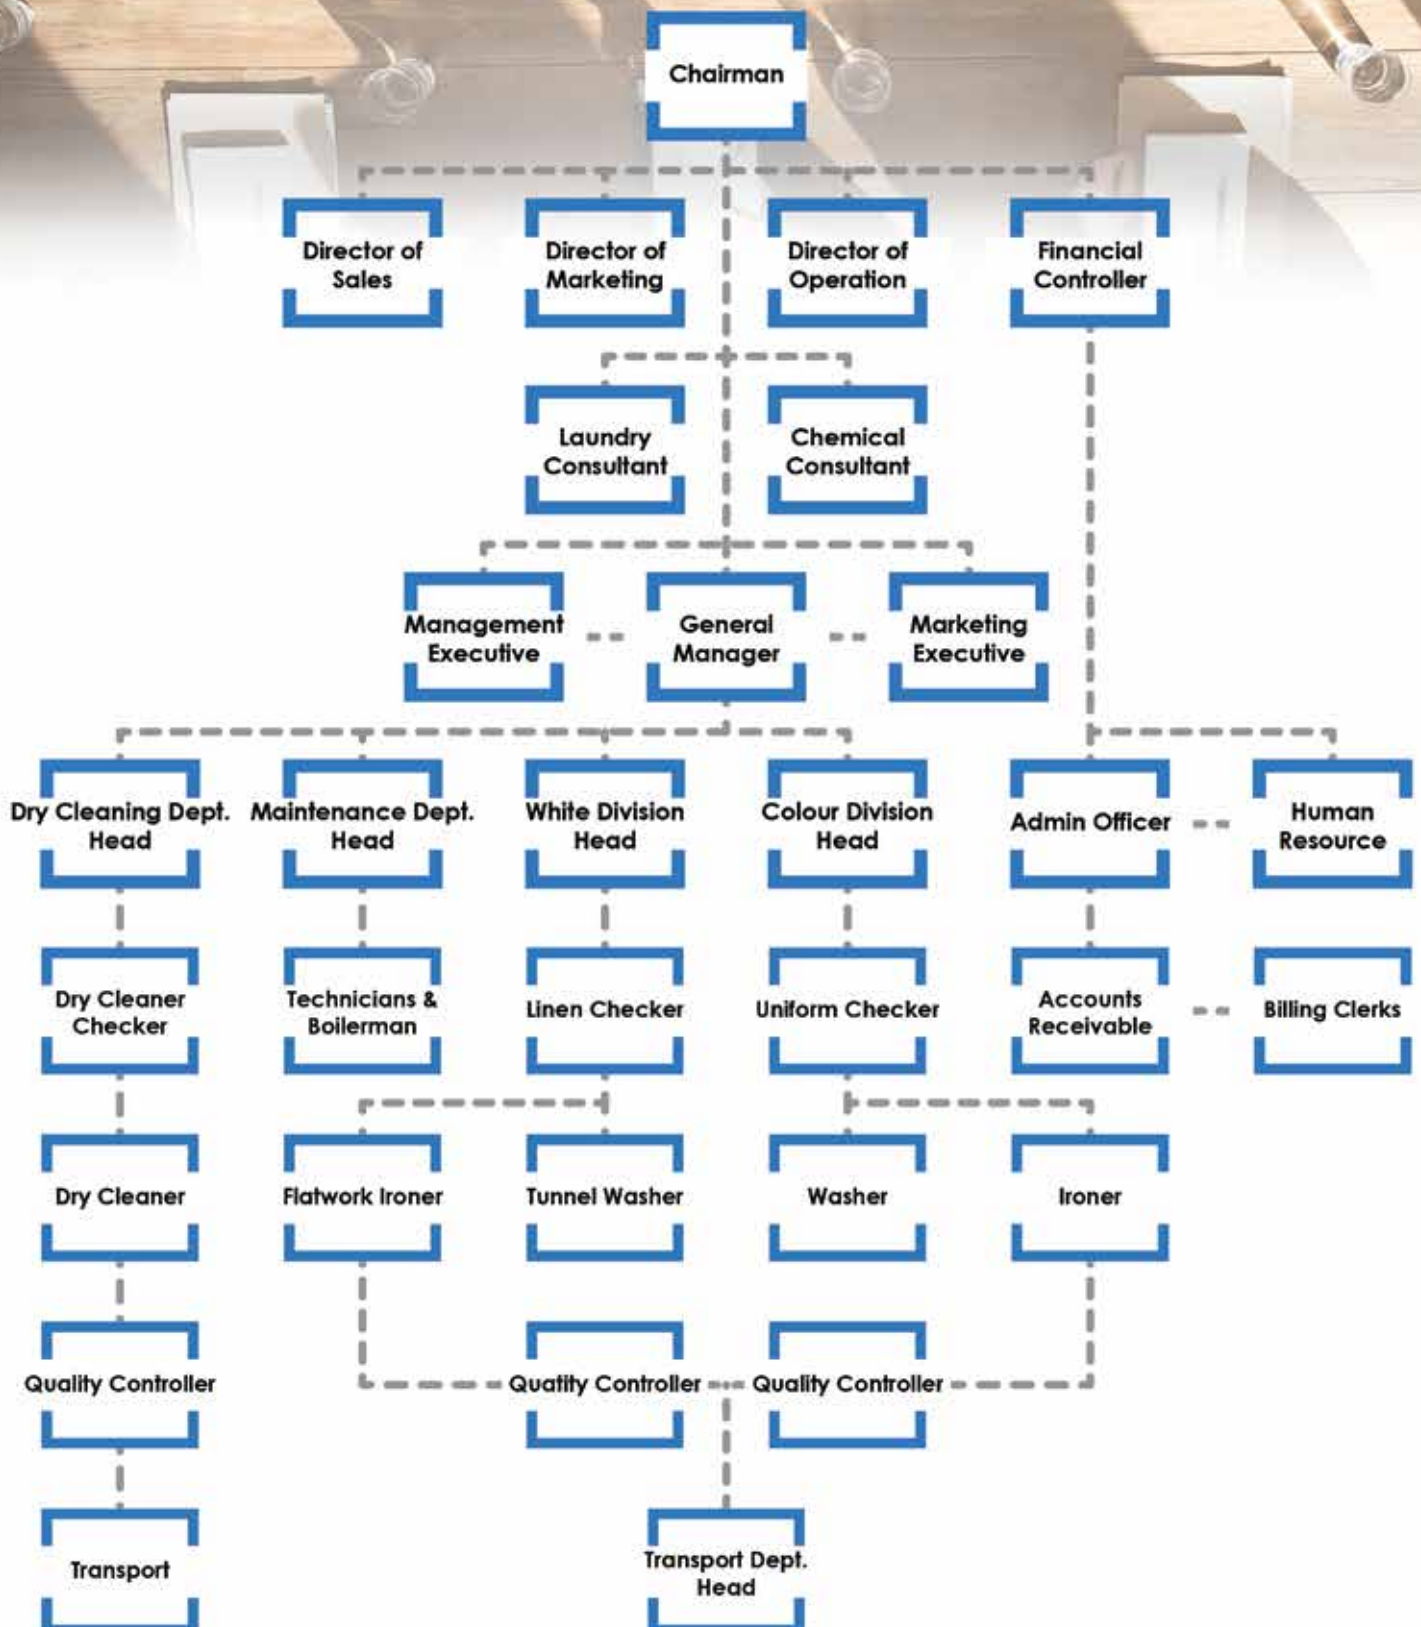 Chairman
Director of
Sales
Director of
Marketing
Director of
Operation
Financial
Controller
Laundry
Consultant
Chemical
Consultant
Management
Executive
General
Manager
Marketing
Executive
Dry Cleaning Dept.
Head
Maintenance Dept.
Head
White Division
Head
Colour Division
Head
Admin Officer
Human
Resource
Dry Cleaner
Checker
Technicians &
Boilerman
Linen Checker
Uniform Checker
Accounts
Receivable
Billing Clerks
Dry Cleaner
Flatwork Ironer
Tunnel Washer
Washer
Ironer
Quality Controller
Quality Controller
Quality Controller
Transport
Transport Dept.
Head